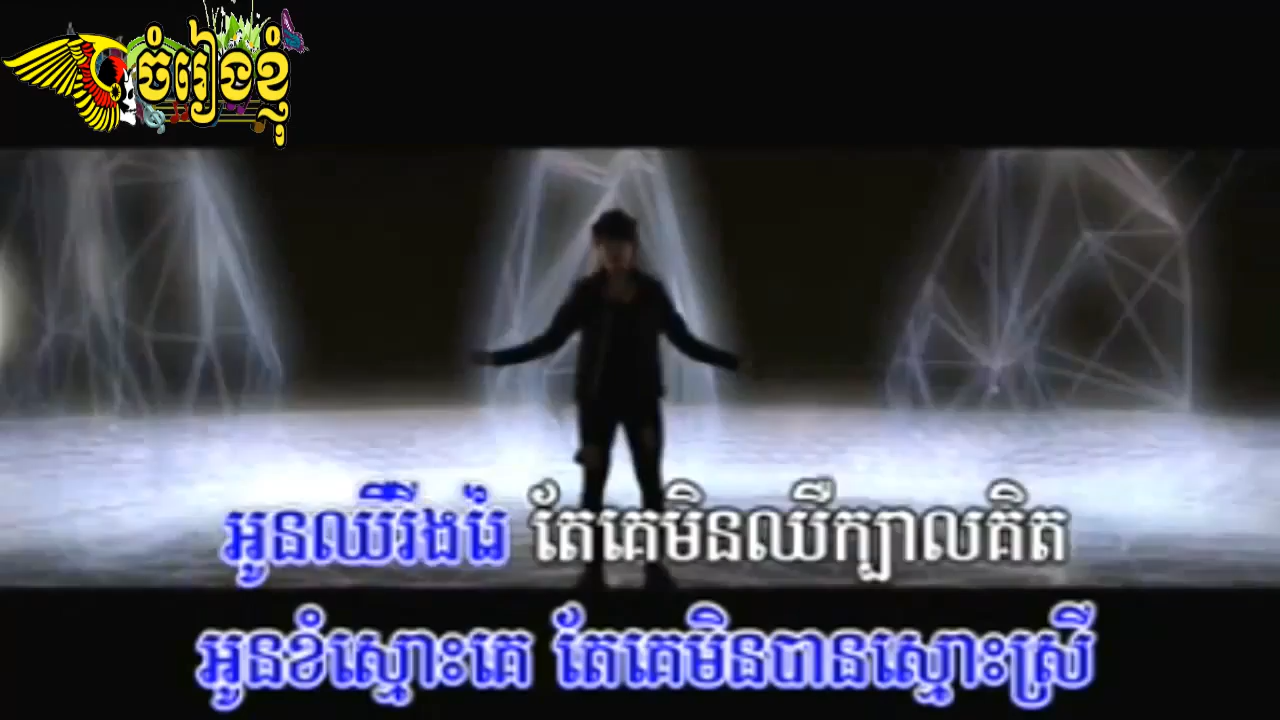 ចំរៀងខ្ញុំ
អូនឈឺរឹងរ៉ៃ តែគេមិនឈឺក្បាលគិត
អូនខំស្មោះគេ តែគេមិនបានស្មោះស្រី